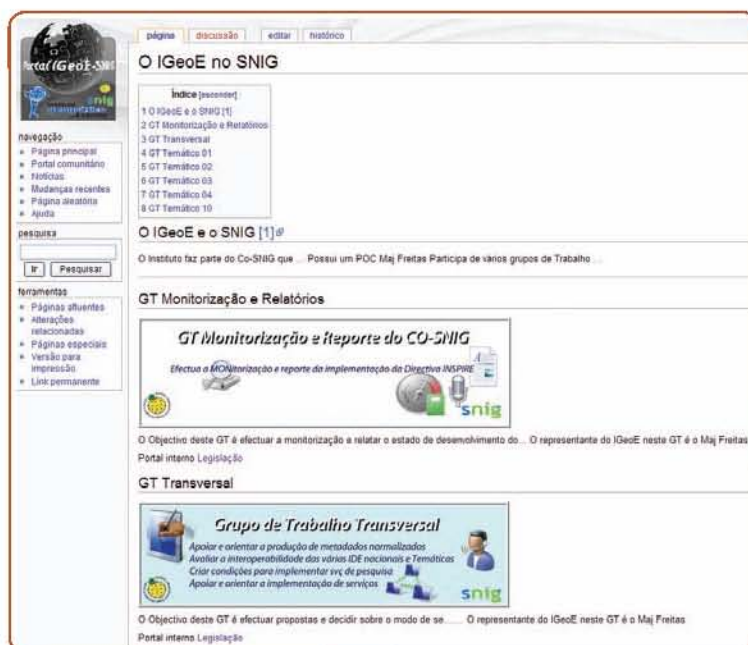 página discussão editar histórico
Portal IGeoE-SNIG
snig
navegação
Página principal
Portal comunitário
Notícias
Mudanças recentes
Página aleatória
Ajuda
pesquisa
Ir Pesquisar
ferramentas
Páginas afluentes
Alterações
relacionadas
Páginas especiais
Versão para
impressão
Link permanente
O IGeoE no SNIG
Índice [esconder]
1 O IGeoE e o SNIG [1]
2 GT Monitorização e Relatórios
3 GT Transversal
4 GT Temático 01
5 GT Temático 02
6 GT Temático 03
7 GT Temático 04
8 GT Temático 10
O IGeoE e o SNIG [1]
O Instituto faz parte do Co-SNIG que ... Possui um POC Maj Freitas Participa de vários grupos de Trabalho ...
GT Monitorização e Relatórios
GT Monitorização e Reporte do CO-SNIG
Efectua a MONitorização e reporte da implementação da Directiva INSPIRE
snig
O Objectivo deste GT é efectuar a monitorização e relatar o estado de desenvolvimento do... O representante do IGeoE neste GT é o Maj Freitas
Portal interno Legislação
GT Transversal
Grupo de Trabalho Transversal
Apoiar e orientar a produção de metadados normalizados
Avaliar a interoperabilidade das várias IDE nacionais e Temáticas
Criar condições para implementar svç de pesquisa
Apoiar e orientar a implementação de serviços
snig
O Objectivo deste GT é efectuar propostas e decidir sobre o modo de se...... O representante do IGeoE neste GT é o Maj Freitas
Portal interno Legislação